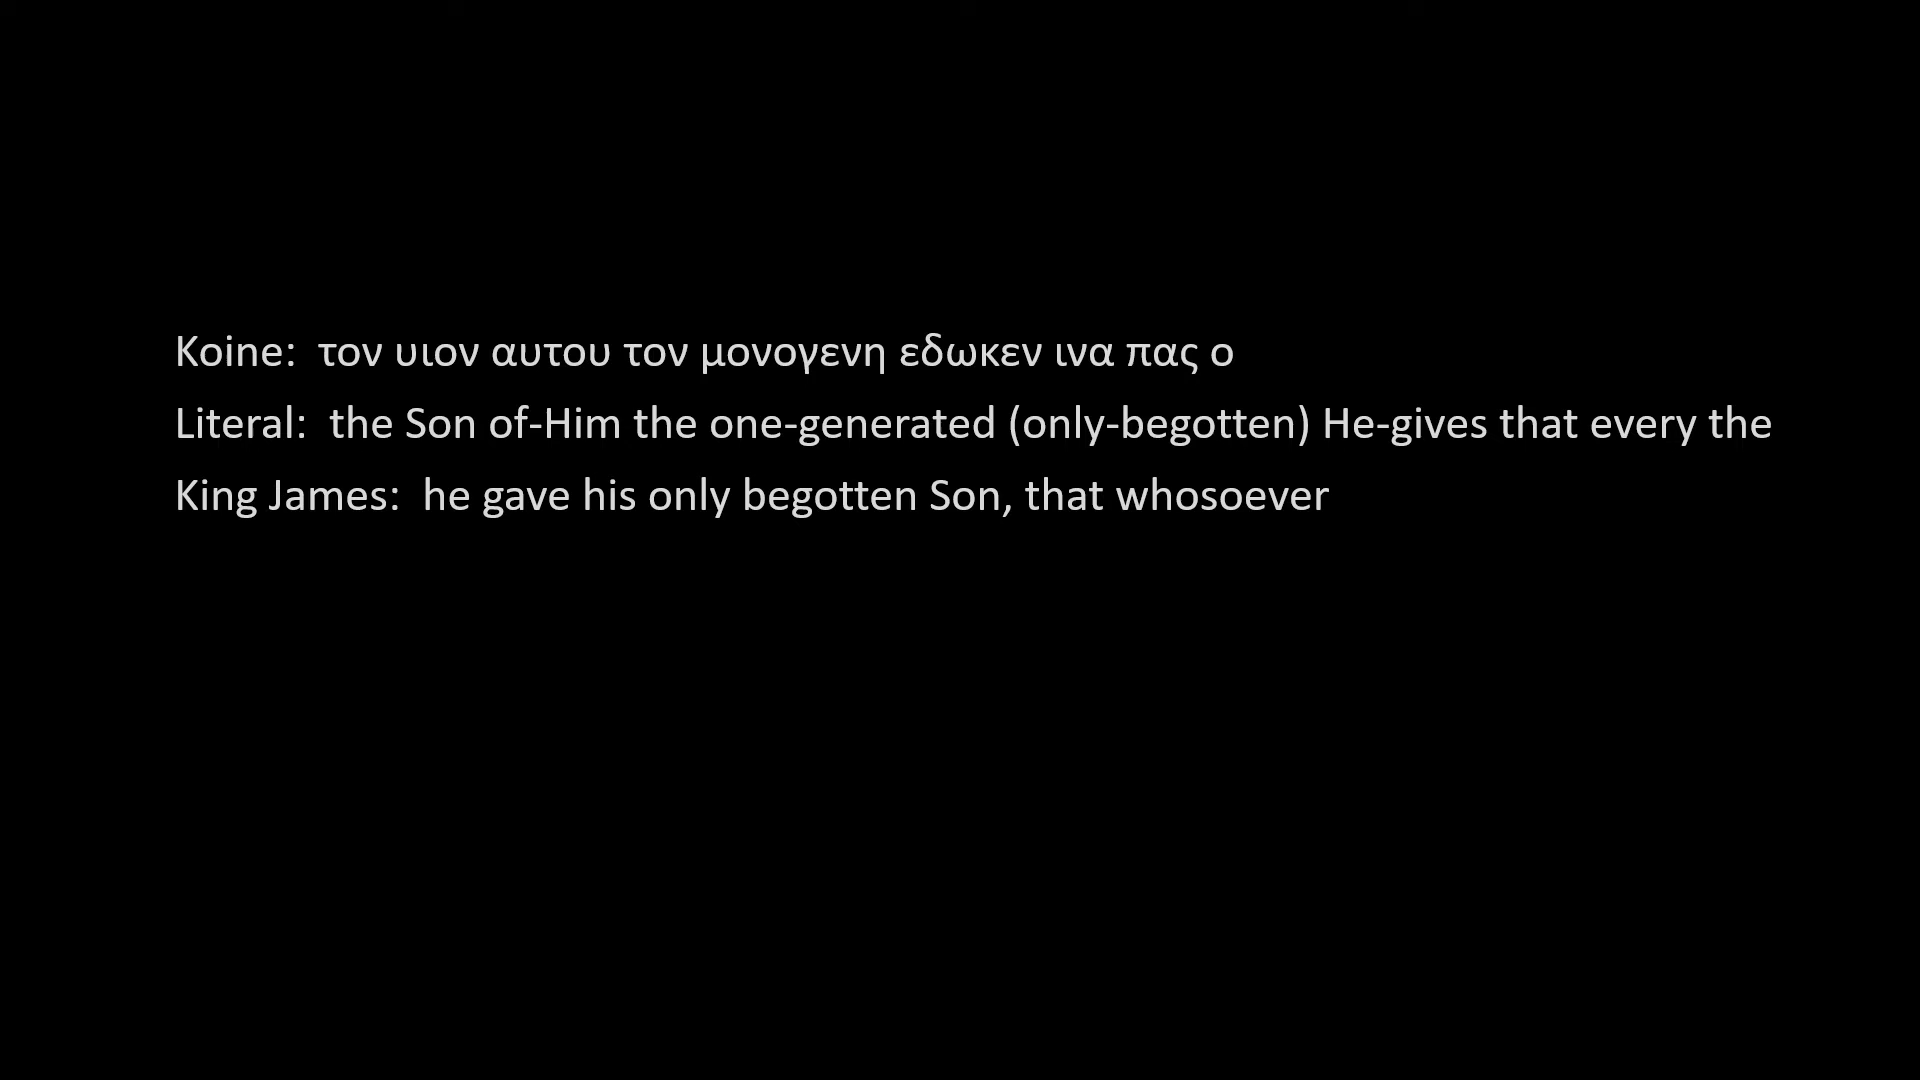 Koine: τον υιον αυτου τον μονογενη εδωκεν ινα πας ο
Literal: the Son of-Him the one-generated (only-begotten) He-gives that every the
King James: he gave his only begotten Son, that whosoever